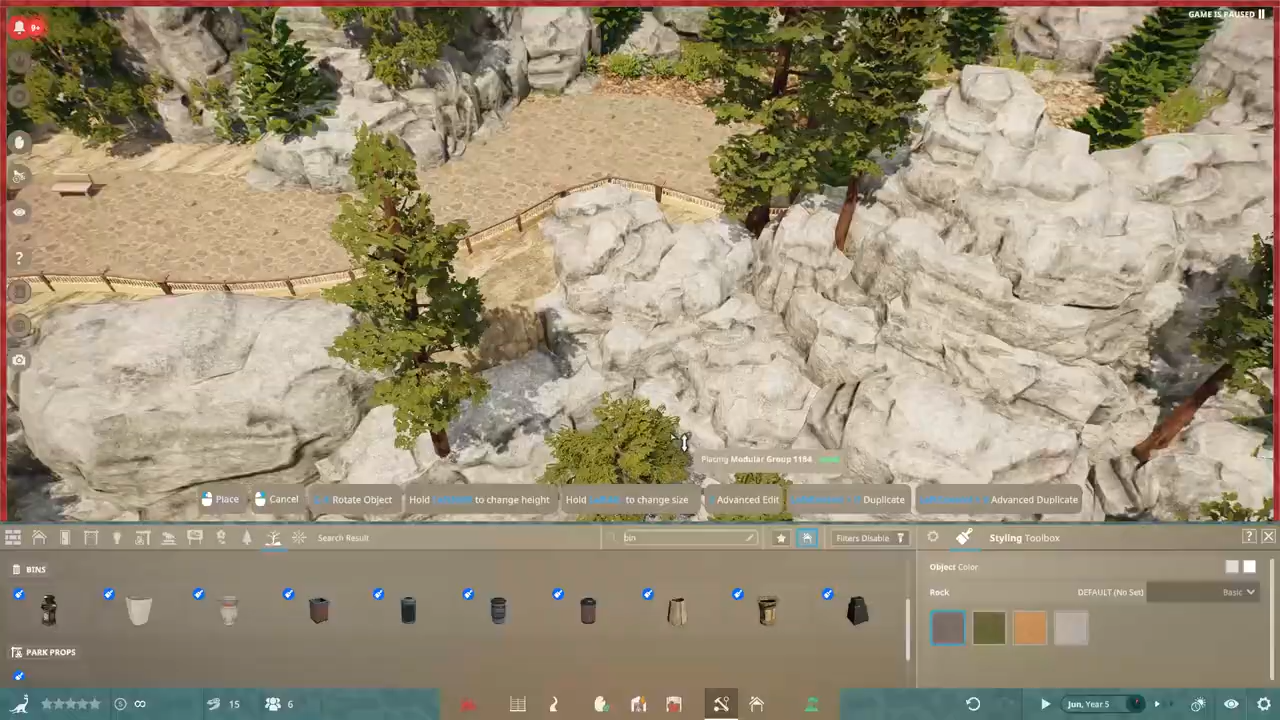 GAME IS PAUSED
9+
?
Placing Modular Group 1184
Place
Cancel
Rotate Object
Hold to change height
Hold to change size
Advanced Edit
Duplicate
Advanced Duplicate
Search Result
bin
Filters Disable
Styling Toolbox
?
BINS
Object Color
Rock
DEFAULT (No Set)
Basic
PARK PROPS
∞
15
6
Jun, Year 5